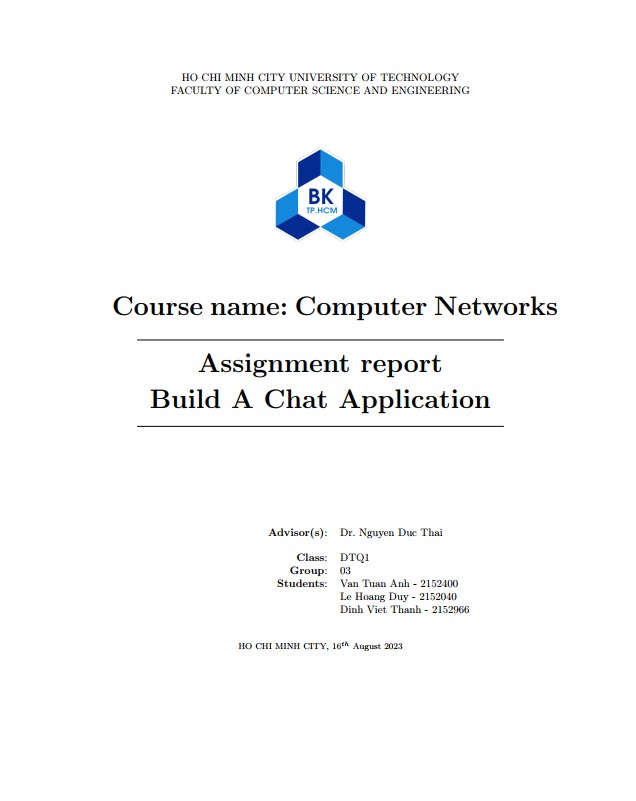 HO CHI MINH CITY UNIVERSITY OF TECHNOLOGY
FACULTY OF COMPUTER SCIENCE AND ENGINEERING
BK
TP.HCM
Course name: Computer Networks
Assignment report
Build A Chat Application
Advisor(s): Dr. Nguyen Duc Thai
Class: DTQ1
Group: 03
Students: Van Tuan Anh - 2152400
Le Hoang Duy - 2152040
Dinh Viet Thanh - 2152966
HO CHI MINH CITY, 16th August 2023